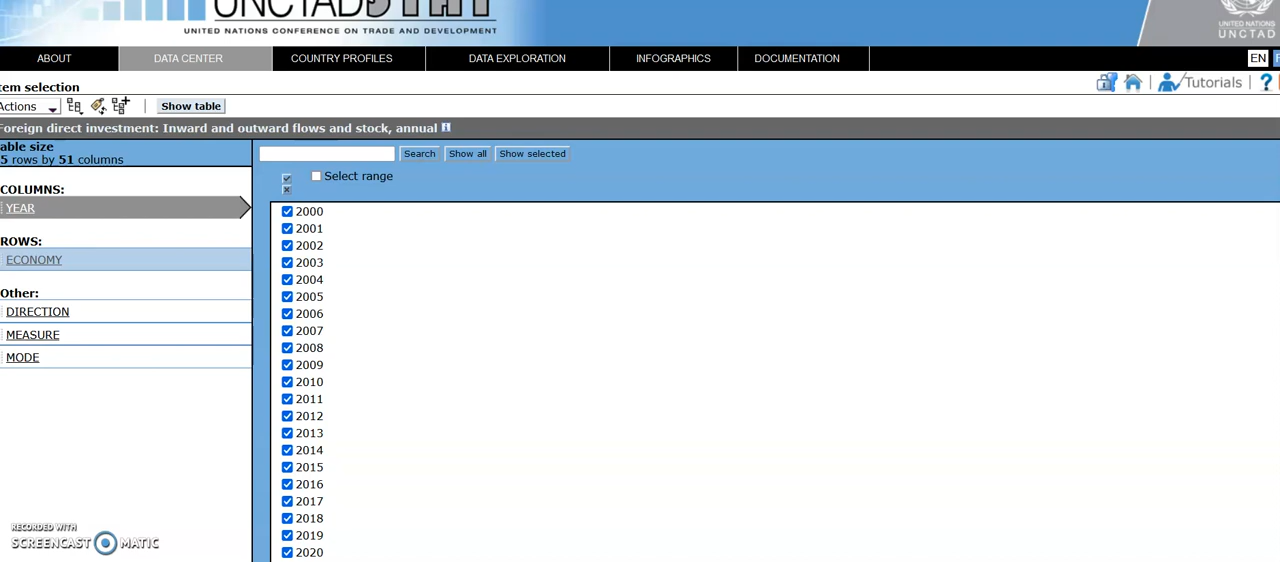 UNCTADSTAT
UNITED NATIONS CONFERENCE ON TRADE AND DEVELOPMENT
UNCTAD
ABOUT
DATA CENTER
COUNTRY PROFILES
DATA EXPLORATION
INFOGRAPHICS
DOCUMENTATION
EN
tem selection
Tutorials ?
Actions
Show table
Foreign direct investment: Inward and outward flows and stock, annual i
able size
5 rows by 51 columns
COLUMNS:
YEAR
ROWS:
ECONOMY
Other:
DIRECTION
MEASURE
MODE
Search
Show all
Show selected
Select range
2000
2001
2002
2003
2004
2005
2006
2007
2008
2009
2010
2011
2012
2013
2014
2015
2016
2017
2018
2019
2020
RECORDED WITH
SCREENCAST MATIC